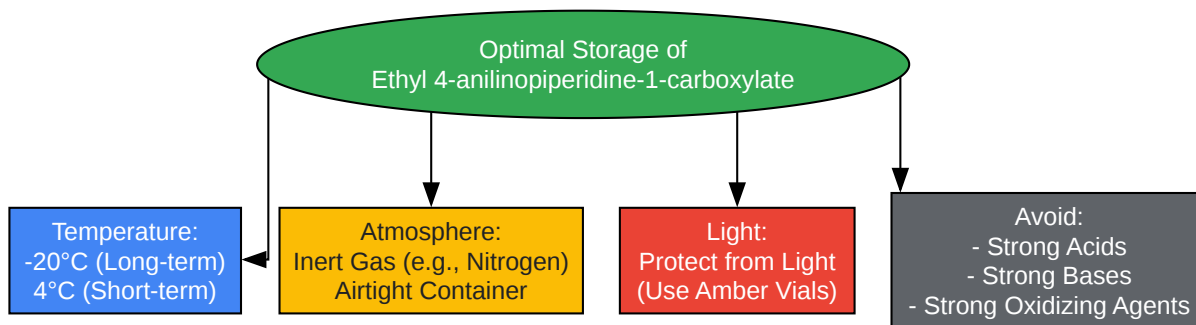 Optimal Storage of
Ethyl 4-anilinopiperidine-1-carboxylate
Temperature:
-20°C (Long-term)
4°C (Short-term)
Atmosphere:
Inert Gas (e.g., Nitrogen)
Airtight Container
Light:
Protect from Light
(Use Amber Vials)
Avoid:
- Strong Acids
- Strong Bases
- Strong Oxidizing Agents